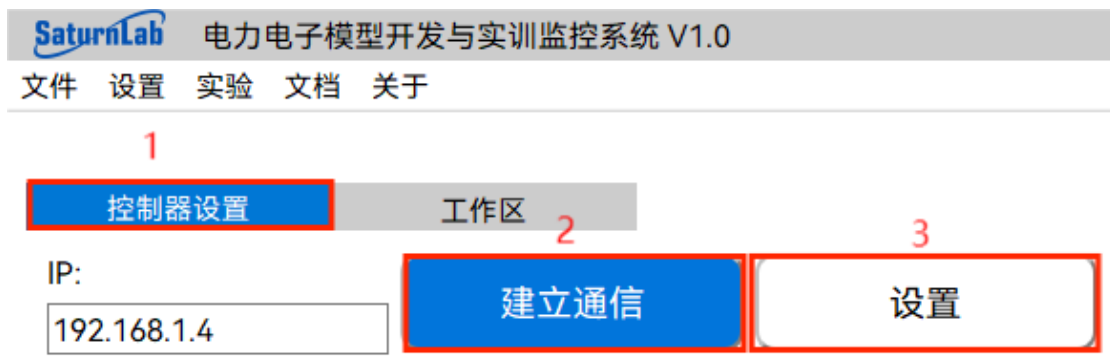 SaturnLab 电力电子模型开发与实训监控系统 V1.0
文件 设置 实验 文档 关于
1
控制器设置 工作区
2 3
IP:
建立通信 设置
192.168.1.4